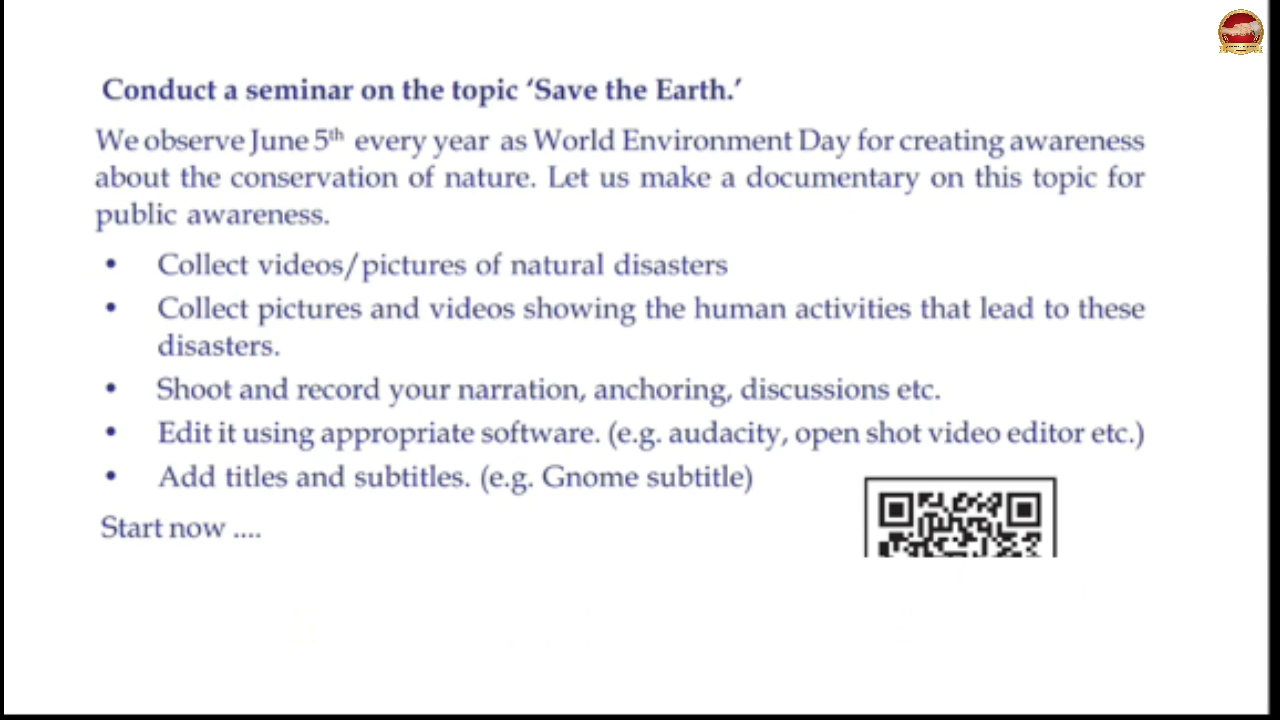 Conduct a seminar on the topic ‘Save the Earth.’
We observe June 5th every year as World Environment Day for creating awareness
about the conservation of nature. Let us make a documentary on this topic for
public awareness.
• Collect videos/pictures of natural disasters
• Collect pictures and videos showing the human activities that lead to these
disasters.
• Shoot and record your narration, anchoring, discussions etc.
• Edit it using appropriate software. (e.g. audacity, open shot video editor etc.)
• Add titles and subtitles. (e.g. Gnome subtitle)
Start now ....